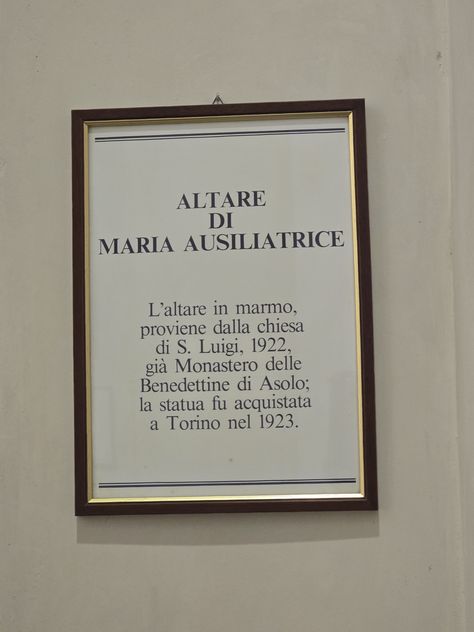 ALTARE
DI
MARIA AUSILIATRICE
L'altare in marmo,
proviene dalla chiesa
di S. Luigi, 1922,
già Monastero delle
Benedettine di Asolo;
la statua fu acquistata
a Torino nel 1923.